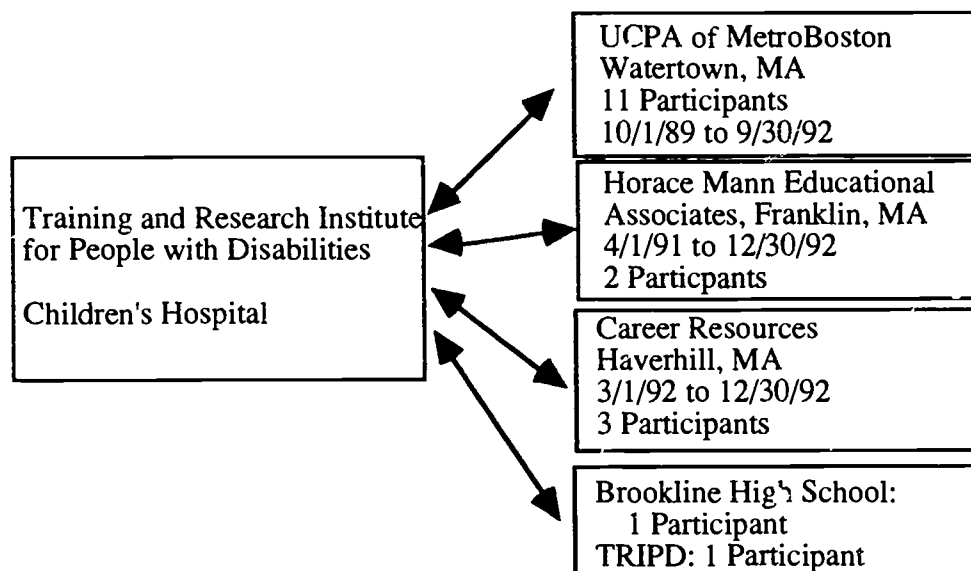 Training and Research Institute
for People with Disabilities
Children's Hospital
UCPA of MetroBoston
Watertown, MA
11 Participants
10/1/89 to 9/30/92
Horace Mann Educational
Associates, Franklin, MA
4/1/91 to 12/30/92
2 Particpants
Career Resources
Haverhill, MA
3/1/92 to 12/30/92
3 Participants
Brookline High School:
1 Participant
TRIPD: 1 Participant